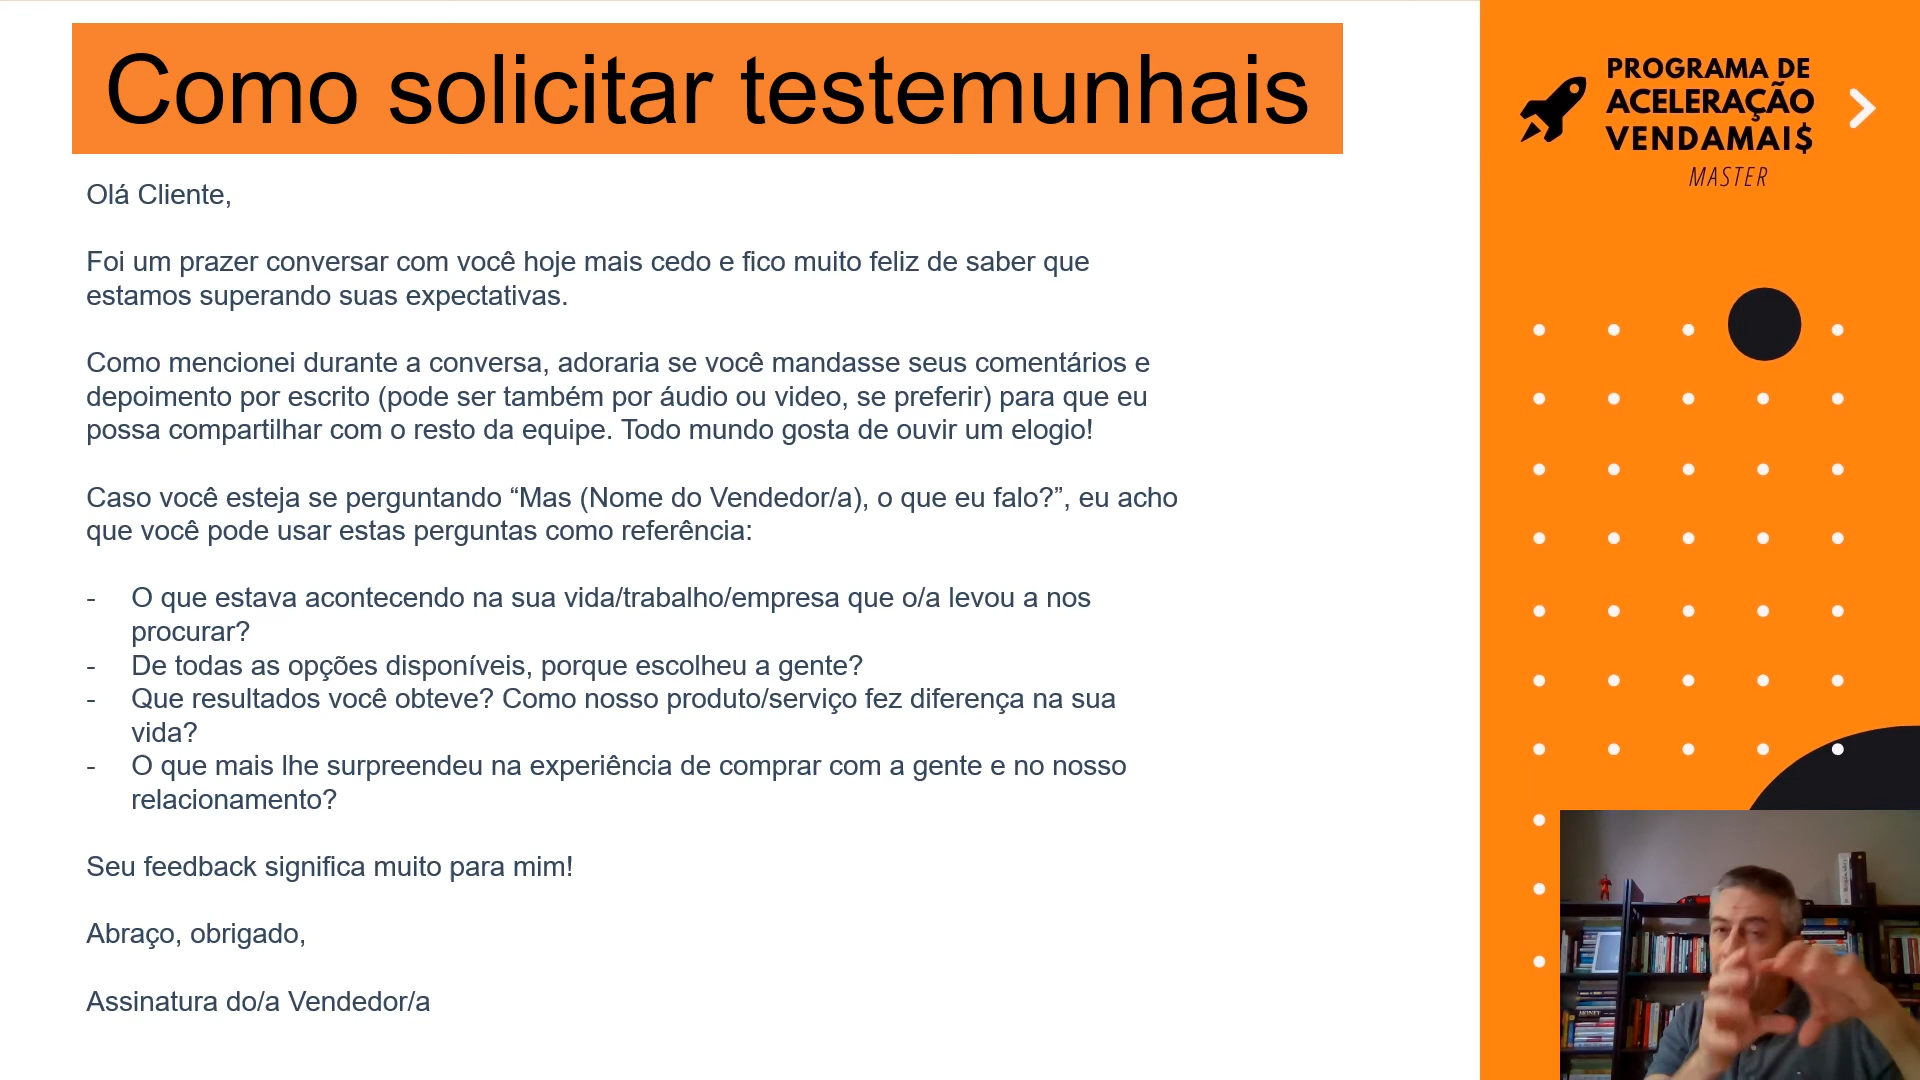 Como solicitar testemunhais
Olá Cliente,
Foi um prazer conversar com você hoje mais cedo e fico muito feliz de saber que
estamos superando suas expectativas.
Como mencionei durante a conversa, adoraria se você mandasse seus comentários e
depoimento por escrito (pode ser também por áudio ou video, se preferir) para que eu
possa compartilhar com o resto da equipe. Todo mundo gosta de ouvir um elogio!
Caso você esteja se perguntando “Mas (Nome do Vendedor/a), o que eu falo?”, eu acho
que você pode usar estas perguntas como referência:
- O que estava acontecendo na sua vida/trabalho/empresa que o/a levou a nos
procurar?
- De todas as opções disponíveis, porque escolheu a gente?
- Que resultados você obteve? Como nosso produto/serviço fez diferença na sua
vida?
- O que mais lhe surpreendeu na experiência de comprar com a gente e no nosso
relacionamento?
Seu feedback significa muito para mim!
Abraço, obrigado,
Assinatura do/a Vendedor/a
PROGRAMA DE
ACELERAÇÃO
VENDAMAI$
MASTER
MONEY